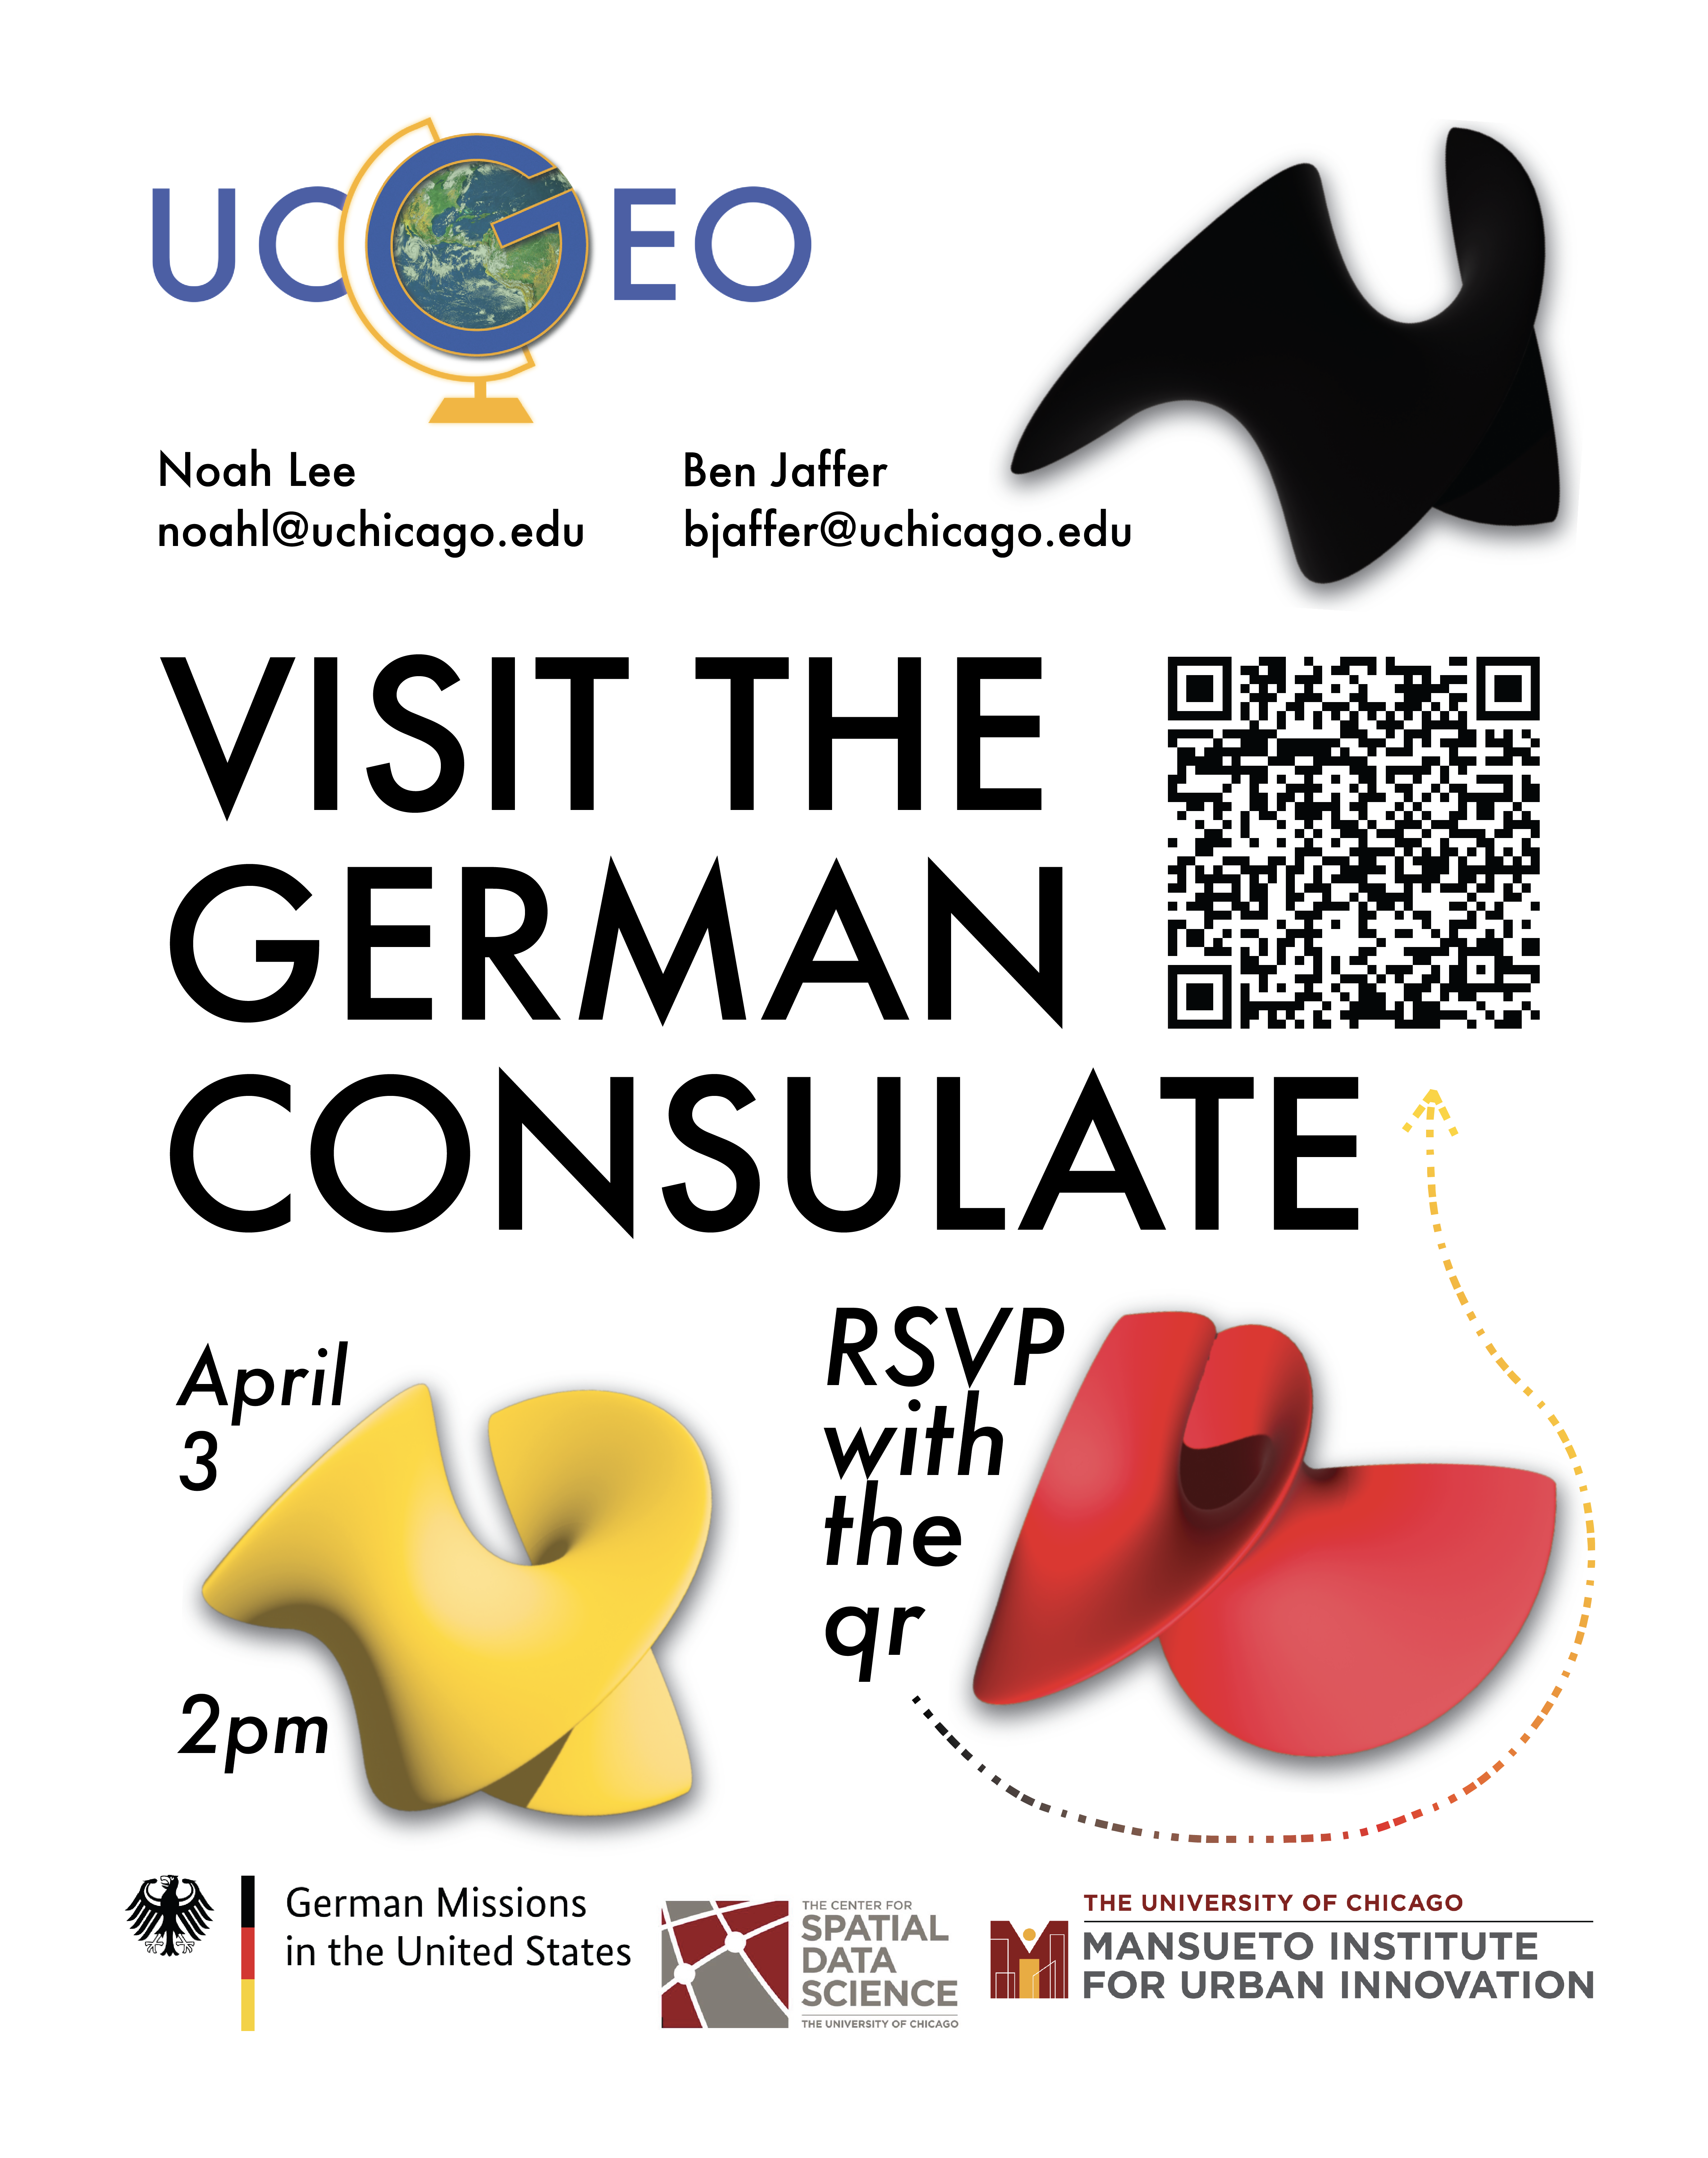 UCGEO
Noah Lee
noahl@uchicago.edu
Ben Jaffer
bjaffer@uchicago.edu
VISIT THE
GERMAN
CONSULATE
April
3
2pm
RSVP
with
the
qr
German Missions
in the United States
THE CENTER FOR
SPATIAL
DATA
SCIENCE
THE UNIVERSITY OF CHICAGO
THE UNIVERSITY OF CHICAGO
MANSUETO INSTITUTE
FOR URBAN INNOVATION